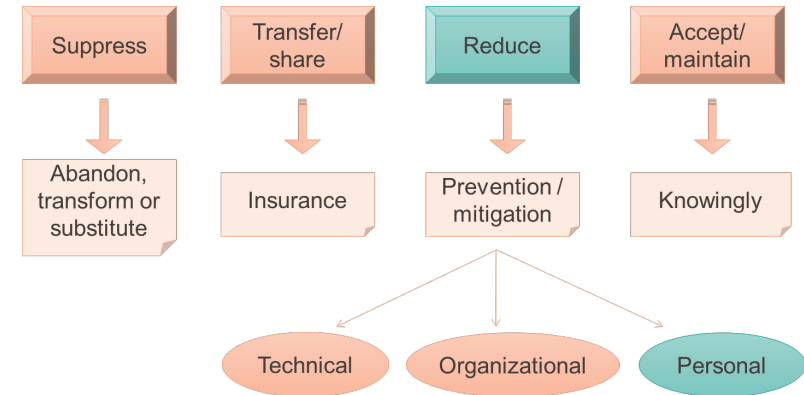 Suppress
Transfer/
share
Reduce
Accept/
maintain
Abandon,
transform or
substitute
Insurance
Prevention /
mitigation
Knowingly
Technical
Organizational
Personal